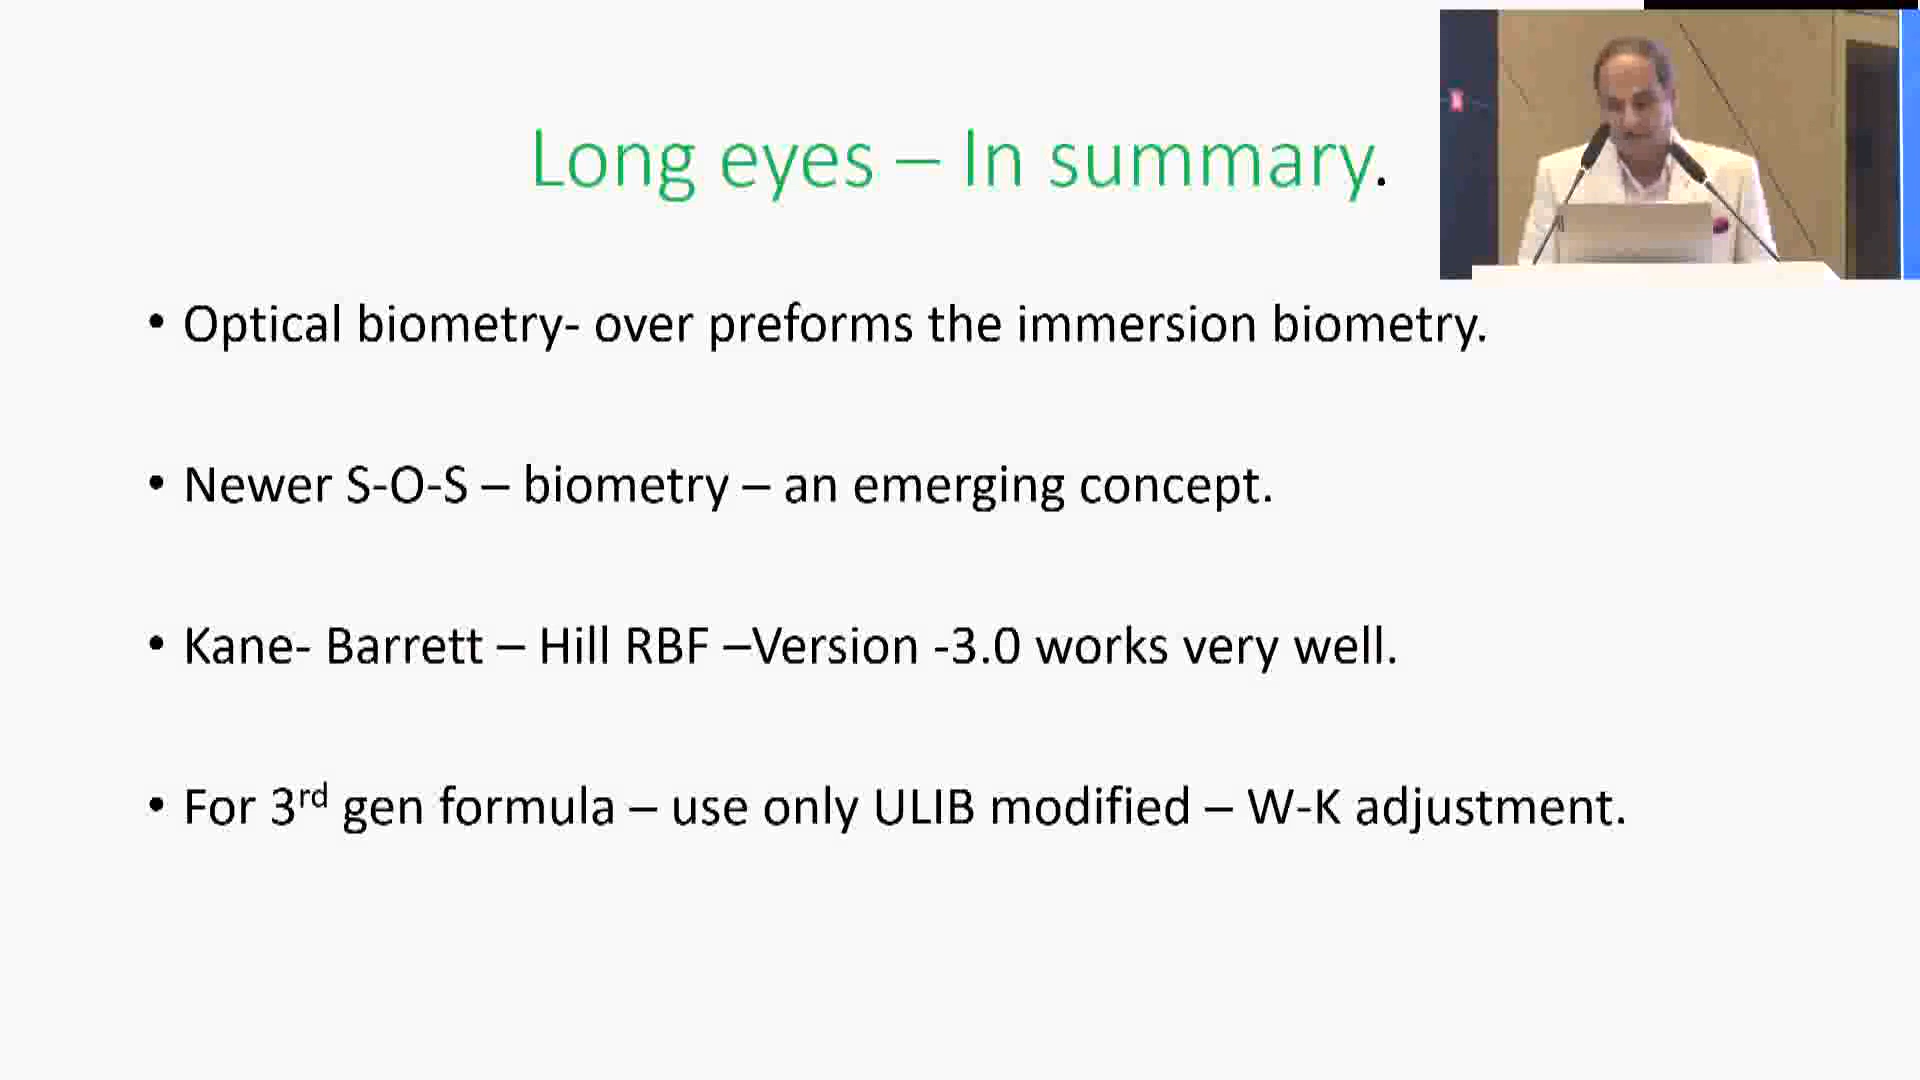 Long eyes – In summary.
• Optical biometry- over preforms the immersion biometry.
• Newer S-O-S – biometry – an emerging concept.
• Kane- Barrett – Hill RBF –Version -3.0 works very well.
• For 3rd gen formula – use only ULIB modified – W-K adjustment.